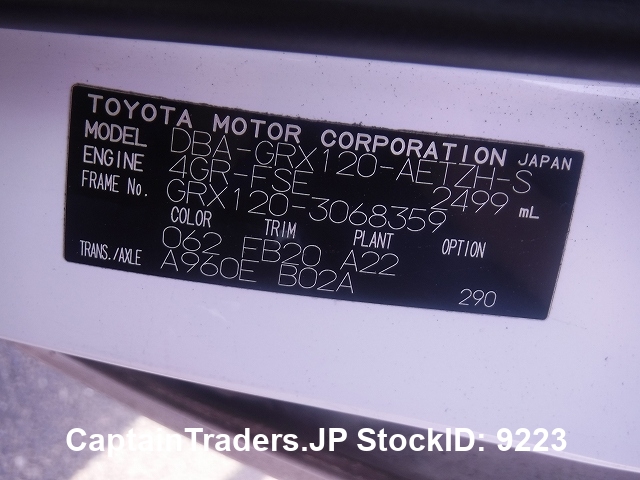 TOYOTA MOTOR CORPORATION JAPAN
MODEL DBA-GRX120-AETZH-S
ENGINE 4GR-FSE 2499 mL
FRAME No. GRX120-3068359
COLOR TRIM PLANT OPTION
062 FB20 A22
TRANS./AXLE A960E B02A 290
CaptainTraders.JP StockID: 9223